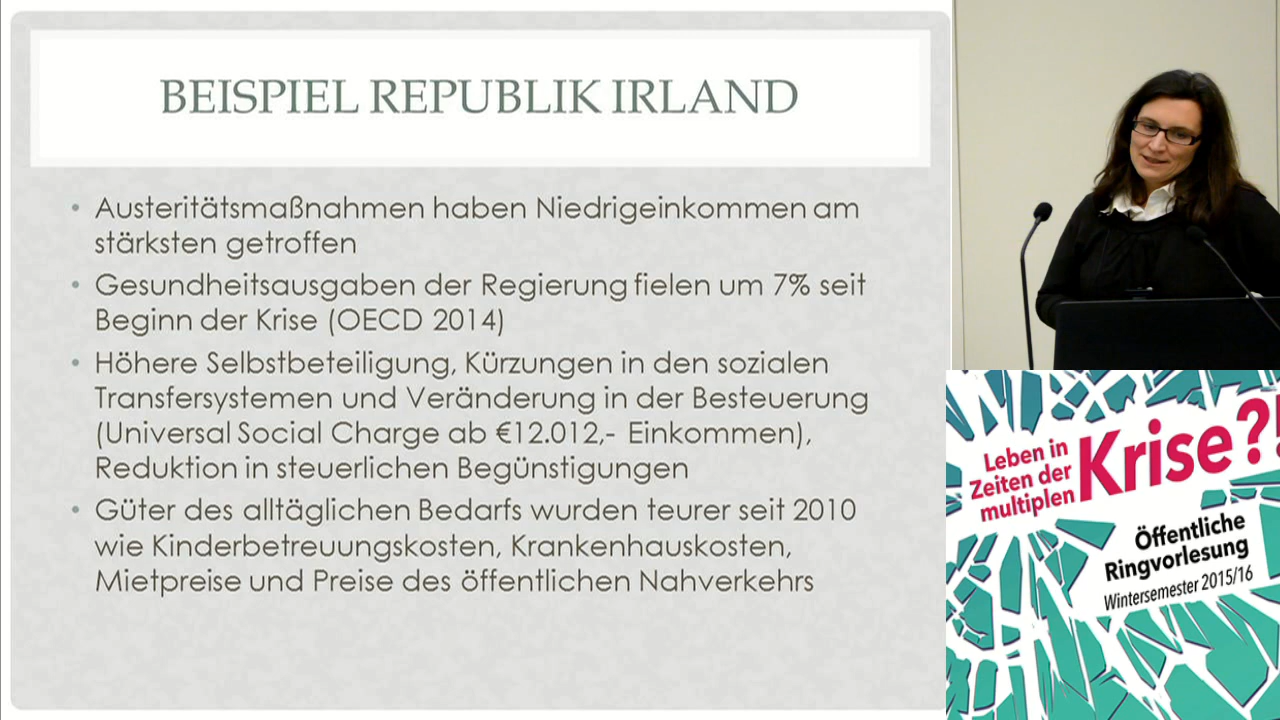 BEISPIEL REPUBLIK IRLAND
• Austeritätsmaßnahmen haben Niedrigeinkommen am
stärksten getroffen
• Gesundheitsausgaben der Regierung fielen um 7% seit
Beginn der Krise (OECD 2014)
• Höhere Selbstbeteiligung, Kürzungen in den sozialen
Transfersystemen und Veränderung in der Besteuerung
(Universal Social Charge ab €12.012,- Einkommen),
Reduktion in steuerlichen Begünstigungen
• Güter des alltäglichen Bedarfs wurden teurer seit 2010
wie Kinderbetreuungskosten, Krankenhauskosten,
Mietpreise und Preise des öffentlichen Nahverkehrs
Leben in
Zeiten der
multiplen
Krise?!
Öffentliche
Ringvorlesung
Wintersemester 2015/16